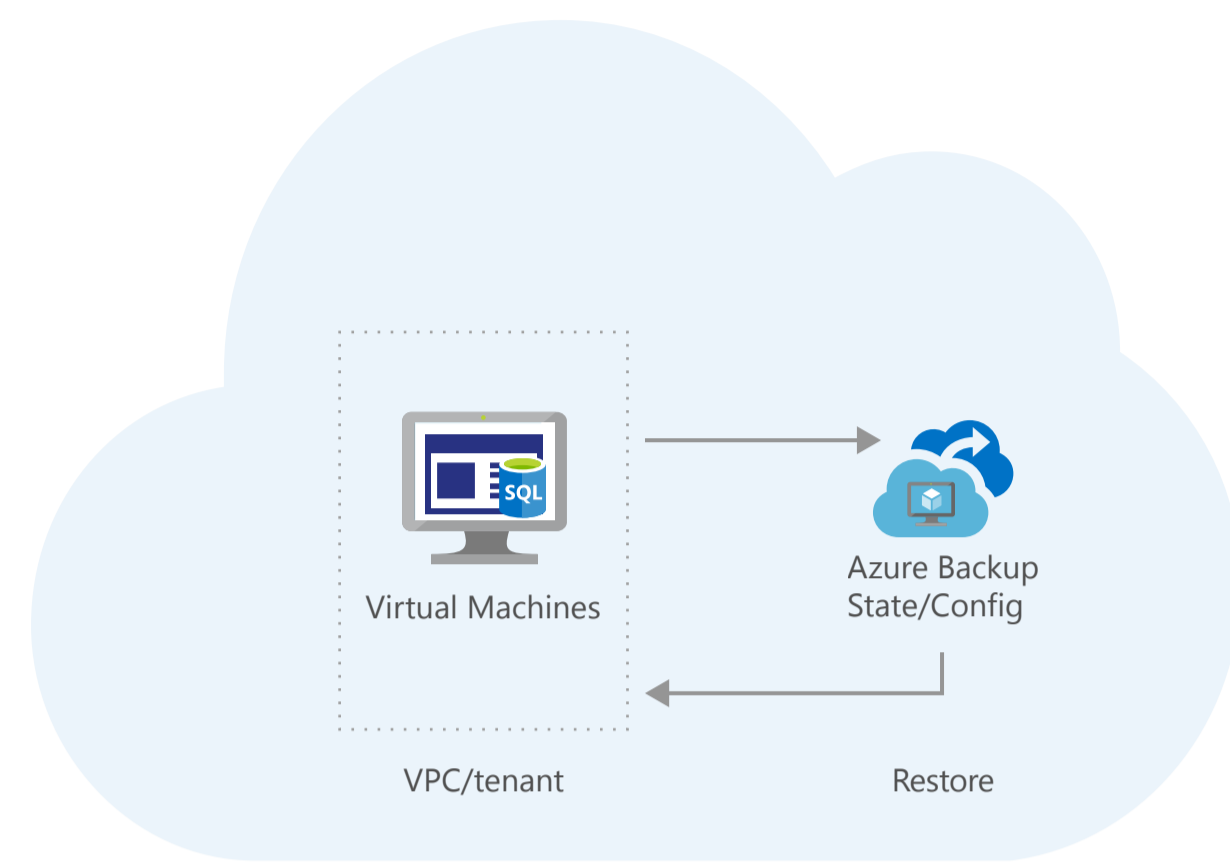 SQL
Virtual Machines
Azure Backup
State/Config
VPC/tenant
Restore